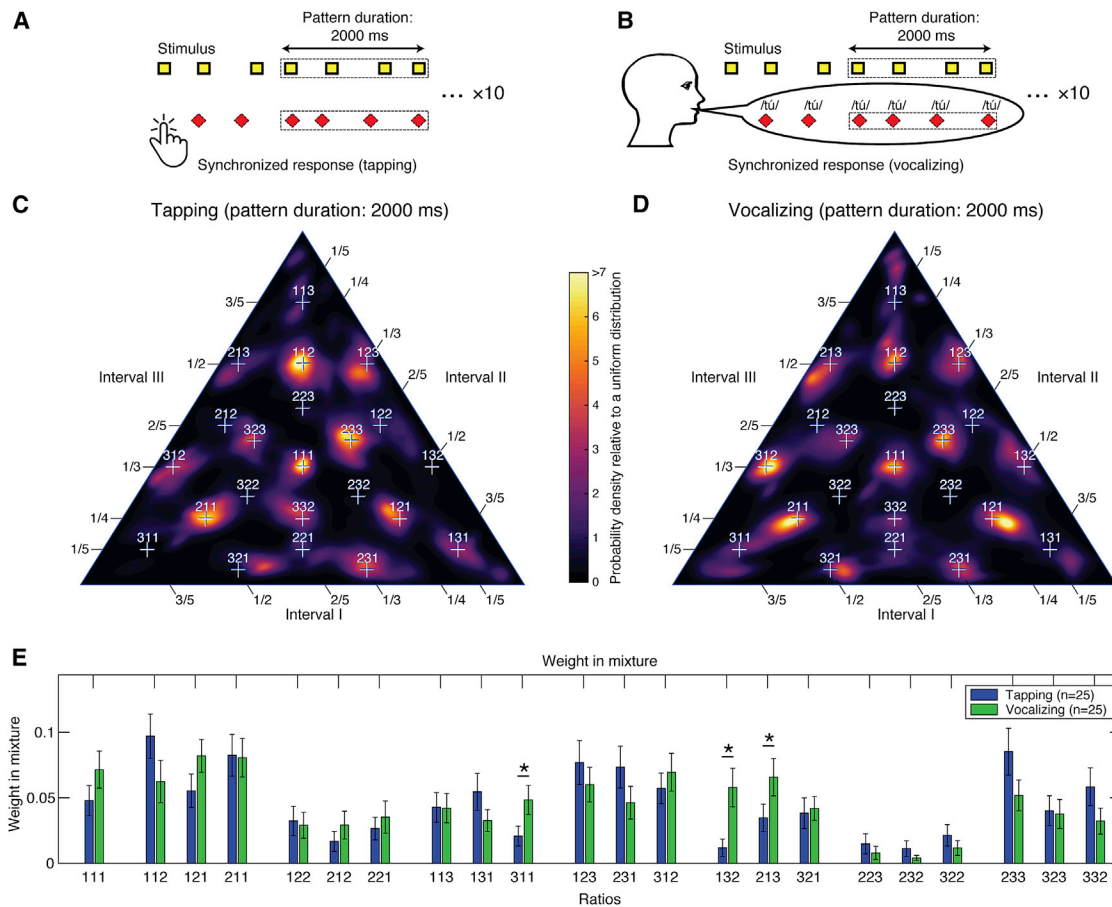 A
Pattern duration:
2000 ms
Stimulus
... ×10
Synchronized response (tapping)
B
Pattern duration:
2000 ms
Stimulus
/tú/ /tú/ /tú/ /tú/ /tú/ /tú/
... ×10
Synchronized response (vocalizing)
C
Tapping (pattern duration: 2000 ms)
1/5
1/4
113
3/5
1/3
213 112 123
1/2
Interval III
Interval II
2/5
223
212 122
2/5
323 233
1/2
312 111 132
1/3
322 232
3/5
211 332 121
1/4
311 221 131
1/5
321 231
3/5 1/2 2/5 1/3 1/4 1/5
Interval I
>7
6
5
4
3
2
1
0
Probability density relative to a uniform distribution
D
Vocalizing (pattern duration: 2000 ms)
1/5
1/4
113
3/5
1/3
213 112 123
1/2
Interval III
Interval II
2/5
223
212 122
2/5
323 233
1/2
312 111 132
1/3
322 232
3/5
211 332 121
1/4
311 221 131
1/5
321 231
3/5 1/2 2/5 1/3 1/4 1/5
Interval I
E
Weight in mixture
Tapping (n=25)
Vocalizing (n=25)
* * *
0.1
0.05
0
Weight in mixture
111 112 121 211 122 212 221 113 131 311 123 231 312 132 213 321 223 232 322 233 323 332
Ratios